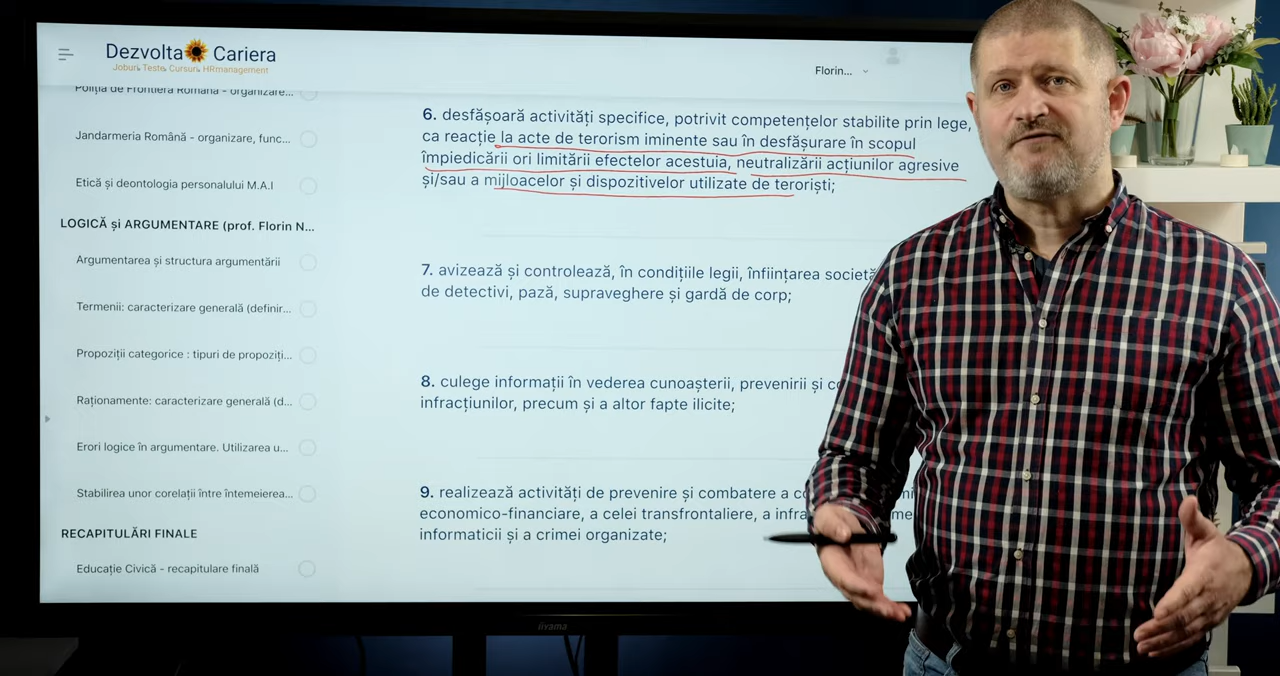 Dezvolta Cariera
Joburi, Teste, Cursuri, HRmanagement
Florin...
Poliția de Frontieră Română - organizare...
Jandarmeria Română - organizare, func...
Etică și deontologia personalului M.A.I
LOGICĂ și ARGUMENTARE (prof. Florin N...
Argumentarea și structura argumentării
Termenii: caracterizare generală (definir...
Propoziții categorice : tipuri de propoziți...
Raționamente: caracterizare generală (d...
Erori logice în argumentare. Utilizarea u...
Stabilirea unor corelații între întemeierea...
RECAPITULĂRI FINALE
Educație Civică - recapitulare finală
6. desfășoară activități specifice, potrivit competențelor stabilite prin lege,
ca reacție la acte de terorism iminente sau în desfășurare în scopul
împiedicării ori limitării efectelor acestuia, neutralizării acțiunilor agresive
și/sau a mijloacelor și dispozitivelor utilizate de teroriști;
7. avizează și controlează, în condițiile legii, înființarea societă
de detectivi, pază, supraveghere și gardă de corp;
8. culege informații în vederea cunoașterii, prevenirii și
infracțiunilor, precum și a altor fapte ilicite;
9. realizează activități de prevenire și combatere a
economico-financiare, a celei transfrontaliere, a
informaticii și a crimei organizate;
iiyama